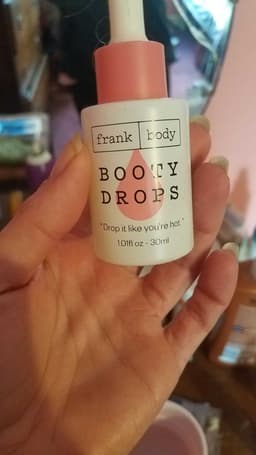 frank body
BOOTY
DROPS
"Drop it like you're hot."
1.01fl oz - 30ml